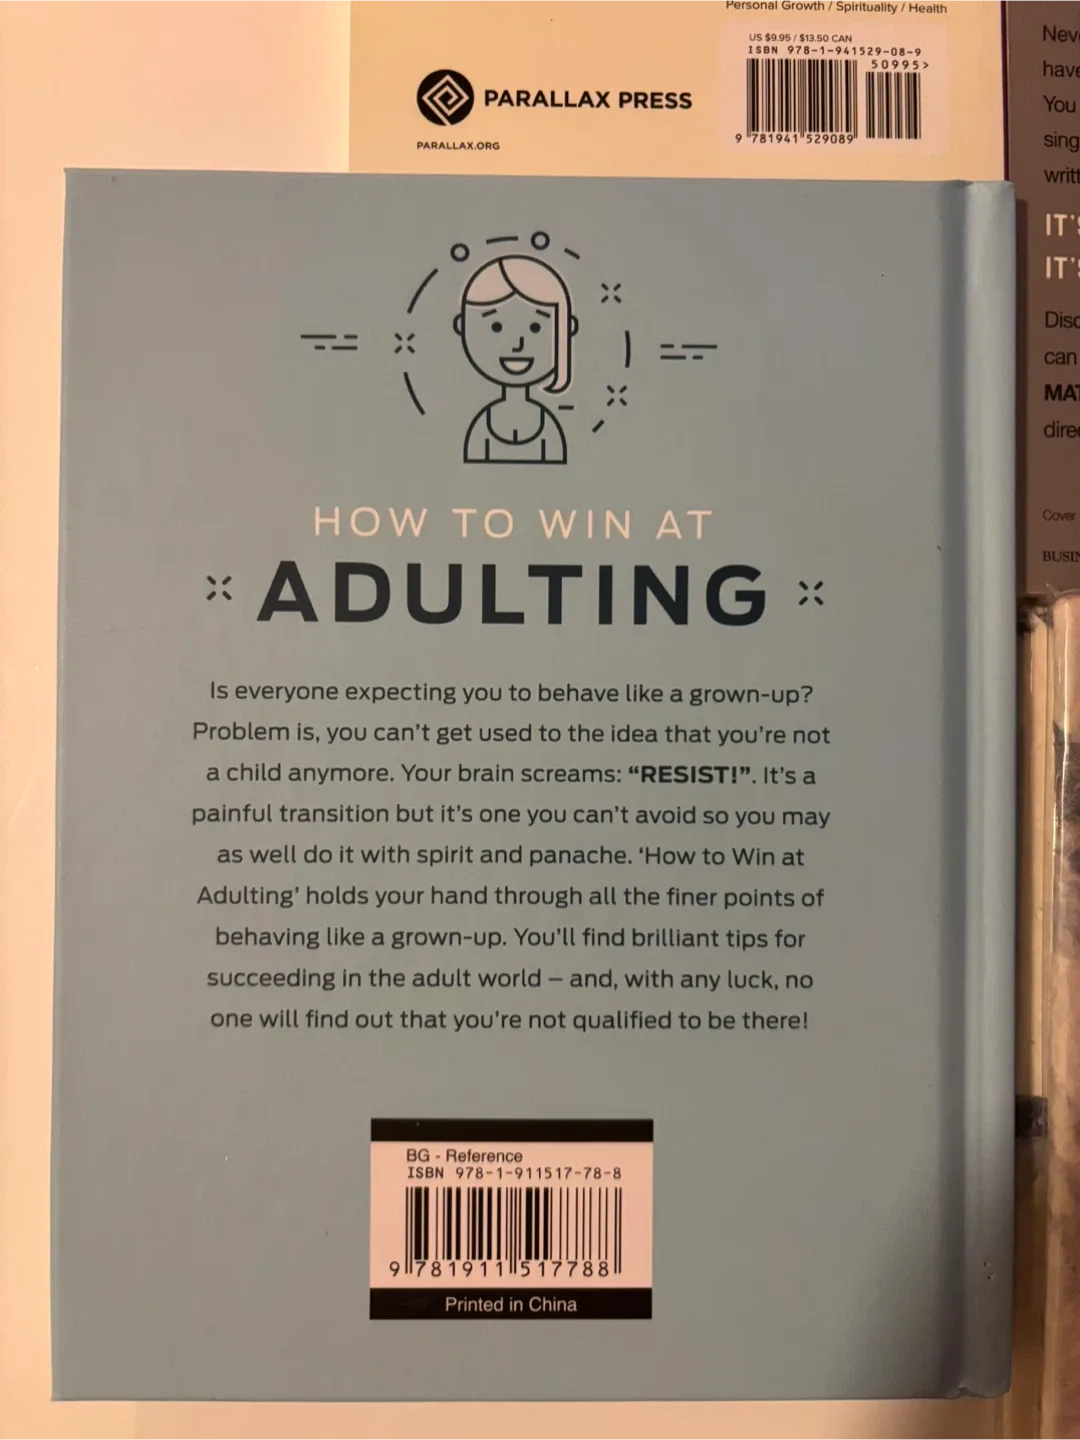 Personal Growth / Spirituality / Health
US $9.95 / $13.50 CAN
ISBN 978-1-941529-08-9
50995>
PARALLAX PRESS
9 781941 529089
PARALLAX.ORG
HOW TO WIN AT
ADULTING
Is everyone expecting you to behave like a grown-up?
Problem is, you can't get used to the idea that you're not
a child anymore. Your brain screams: “RESIST!”. It's a
painful transition but it's one you can't avoid so you may
as well do it with spirit and panache. ‘How to Win at
Adulting’ holds your hand through all the finer points of
behaving like a grown-up. You'll find brilliant tips for
succeeding in the adult world – and, with any luck, no
one will find out that you're not qualified to be there!
BG - Reference
ISBN 978-1-911517-78-8
9 781911 517788
Printed in China
have
You
IT'S
IT'S
can
Cover